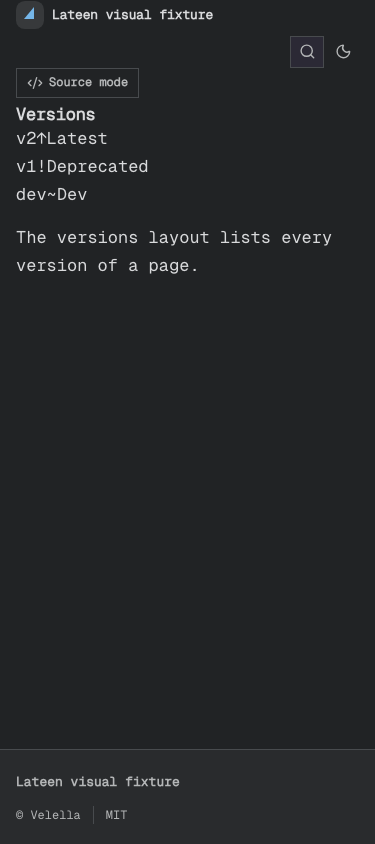 Lateen visual fixture
</> Source mode
Versions
v2↑Latest
v1!Deprecated
dev~Dev
The versions layout lists every
version of a page.
Lateen visual fixture
© Velella
MIT